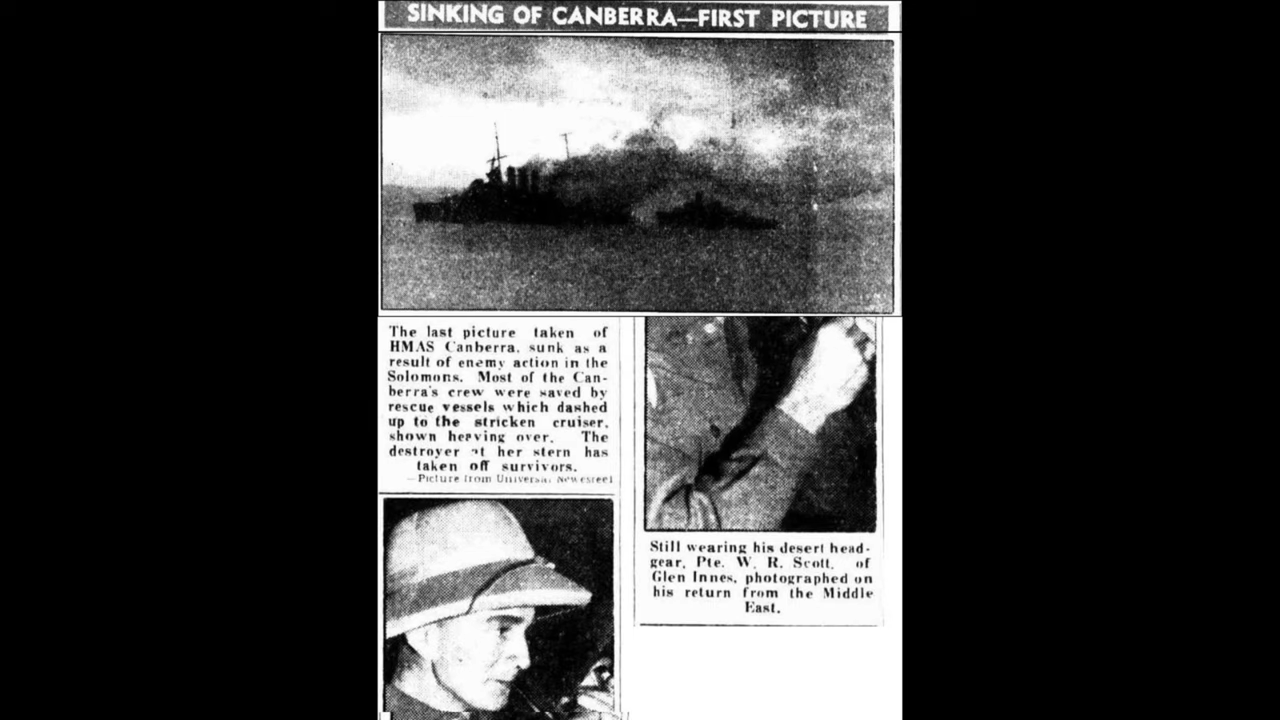 SINKING OF CANBERRA—FIRST PICTURE
The last picture taken of
HMAS Canberra, sunk as a
result of enemy action in the
Solomons. Most of the Can-
berra's crew were saved by
rescue vessels which dashed
up to the stricken cruiser,
shown heeving over. The
destroyer at her stern has
taken off survivors.
—Picture from Universal Newsreel
Still wearing his desert head-
gear, Pte. W. R. Scott, of
Glen Innes, photographed on
his return from the Middle
East.